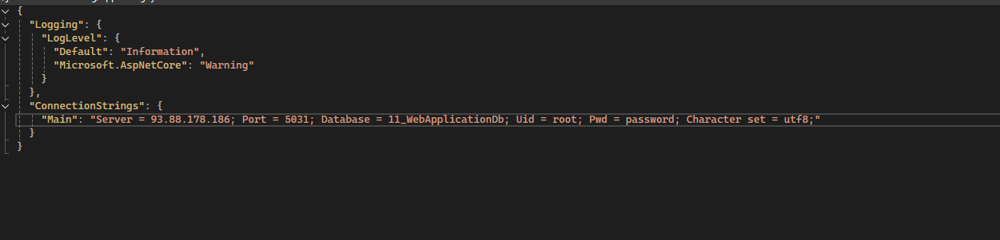 {
"Logging": {
"LogLevel": {
"Default": "Information",
"Microsoft.AspNetCore": "Warning"
}
},
"ConnectionStrings": {
"Main": "Server = 93.88.178.186; Port = 5031; Database = 11_WebApplicationDb; Uid = root; Pwd = password; Character set = utf8;"
}
}